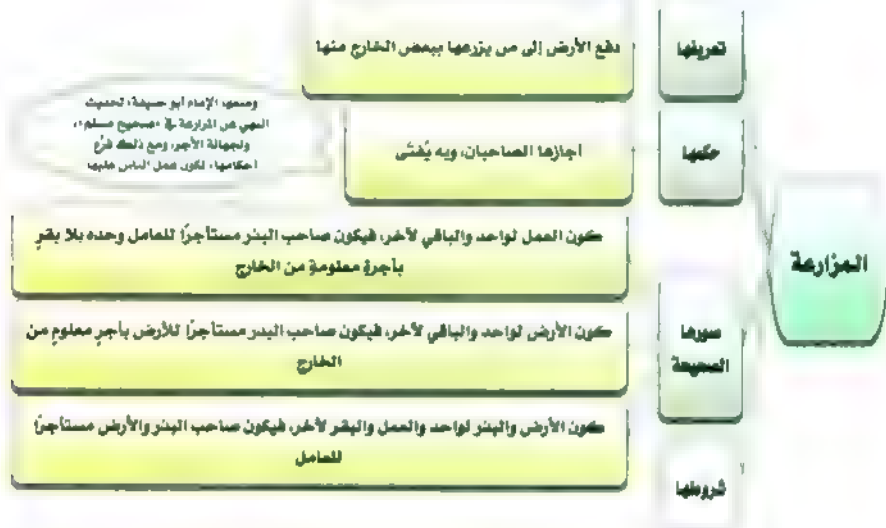 المزارعة
تعريفها
دفع الأرض إلى من يزرعها ببعض الخارج منها
حكمها
أجازها الصاحبان، وبه يُفتى
ومنعها الإمام أبو حنيفة؛ لحديث
النهي عن المزارعة في «صحيح مسلم»،
ولجهالة الأجر، ومع ذلك فرَّع
أحكامها؛ لكون عمل الناس عليها
صورها
الصحيحة
كون العمل لواحد والباقي لآخر، فيكون صاحب البذر مستأجرًا للعامل وحده بلا بقرٍ
بأجرةٍ معلومةٍ من الخارج
كون الأرض لواحد والباقي لآخر، فيكون صاحب البذر مستأجرًا للأرض بأجرٍ معلومٍ من
الخارج
كون الأرض والبذر لواحد والعمل والبقر لآخر، فيكون صاحب البذر والأرض مستأجرًا
للعامل
شروطها